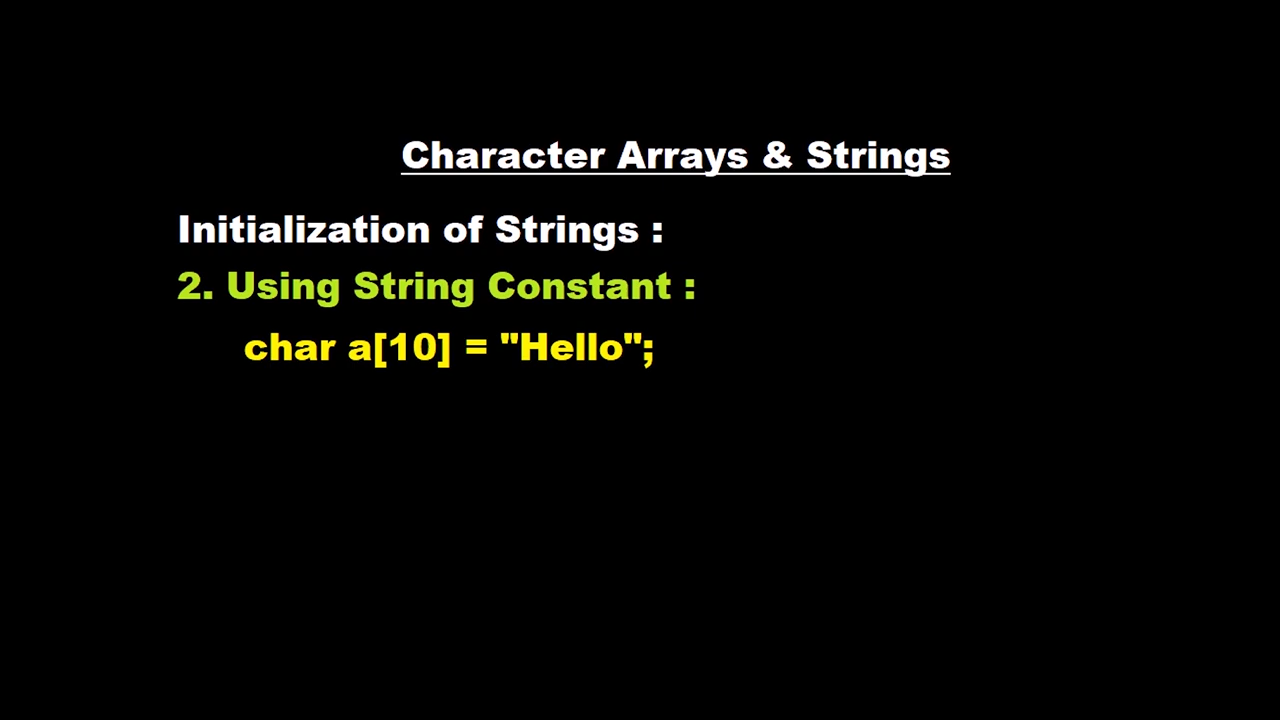 Character Arrays & Strings
Initialization of Strings :
2. Using String Constant :
char a[10] = "Hello";